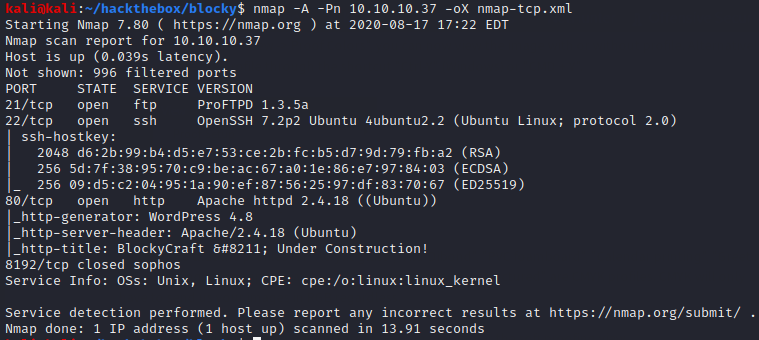 kali@kali:~/hackthebox/blocky$ nmap -A -Pn 10.10.10.37 -oX nmap-tcp.xml
Starting Nmap 7.80 ( https://nmap.org ) at 2020-08-17 17:22 EDT
Nmap scan report for 10.10.10.37
Host is up (0.039s latency).
Not shown: 996 filtered ports
PORT     STATE  SERVICE VERSION
21/tcp   open   ftp     ProFTPD 1.3.5a
22/tcp   open   ssh     OpenSSH 7.2p2 Ubuntu 4ubuntu2.2 (Ubuntu Linux; protocol 2.0)
| ssh-hostkey:
|   2048 d6:2b:99:b4:d5:e7:53:ce:2b:fc:b5:d7:9d:79:fb:a2 (RSA)
|   256 5d:7f:38:95:70:c9:be:ac:67:a0:1e:86:e7:97:84:03 (ECDSA)
|_  256 09:d5:c2:04:95:1a:90:ef:87:56:25:97:df:83:70:67 (ED25519)
80/tcp   open   http    Apache httpd 2.4.18 ((Ubuntu))
|_http-generator: WordPress 4.8
|_http-server-header: Apache/2.4.18 (Ubuntu)
|_http-title: BlockyCraft &#8211; Under Construction!
8192/tcp closed sophos
Service Info: OSs: Unix, Linux; CPE: cpe:/o:linux:linux_kernel

Service detection performed. Please report any incorrect results at https://nmap.org/submit/ .
Nmap done: 1 IP address (1 host up) scanned in 13.91 seconds